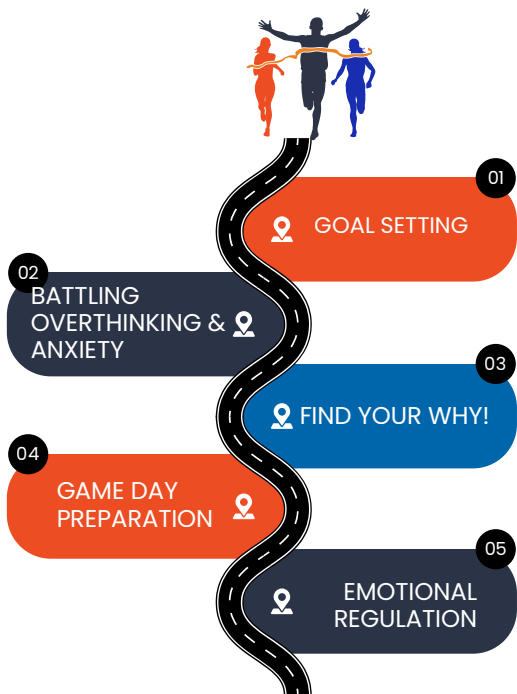 01
GOAL SETTING
02
BATTLING
OVERTHINKING &
ANXIETY
03
FIND YOUR WHY!
04
GAME DAY
PREPARATION
05
EMOTIONAL
REGULATION